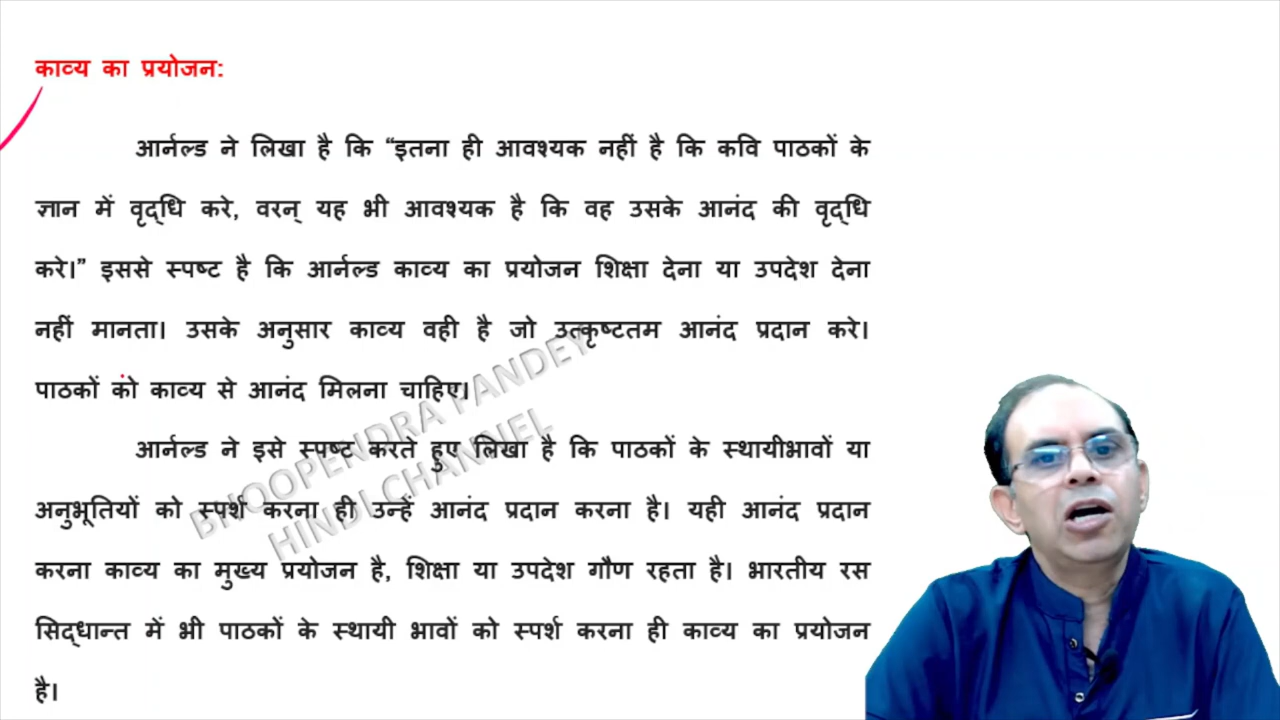 काव्य का प्रयोजन:
आर्नल्ड ने लिखा है कि “इतना ही आवश्यक नहीं है कि कवि पाठकों के
ज्ञान में वृद्धि करे, वरन् यह भी आवश्यक है कि वह उसके आनंद की वृद्धि
करे।” इससे स्पष्ट है कि आर्नल्ड काव्य का प्रयोजन शिक्षा देना या उपदेश देना
नहीं मानता। उसके अनुसार काव्य वही है जो उत्कृष्टतम आनंद प्रदान करे।
पाठकों को काव्य से आनंद मिलना चाहिए।
आर्नल्ड ने इसे स्पष्ट करते हुए लिखा है कि पाठकों के स्थायीभावों या
अनुभूतियों को स्पर्श करना ही उन्हें आनंद प्रदान करना है। यही आनंद प्रदान
करना काव्य का मुख्य प्रयोजन है, शिक्षा या उपदेश गौण रहता है। भारतीय रस
सिद्धान्त में भी पाठकों के स्थायी भावों को स्पर्श करना ही काव्य का प्रयोजन
है।
BHOOPENDRA PANDEY
HINDI CHANNEL